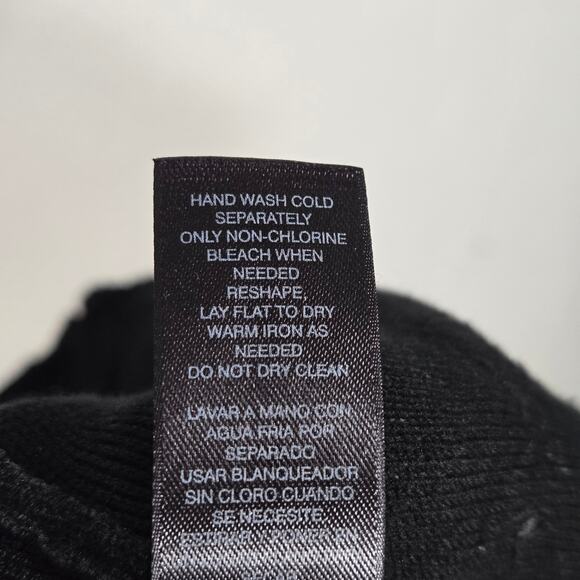 HAND WASH COLD
SEPARATELY
ONLY NON-CHLORINE
BLEACH WHEN
NEEDED
RESHAPE,
LAY FLAT TO DRY
WARM IRON AS
NEEDED
DO NOT DRY CLEAN
LAVAR A MANO CON
AGUA FRIA POR
SEPARADO
USAR BLANQUEADOR
SIN CLORO CUANDO
SE NECESITE